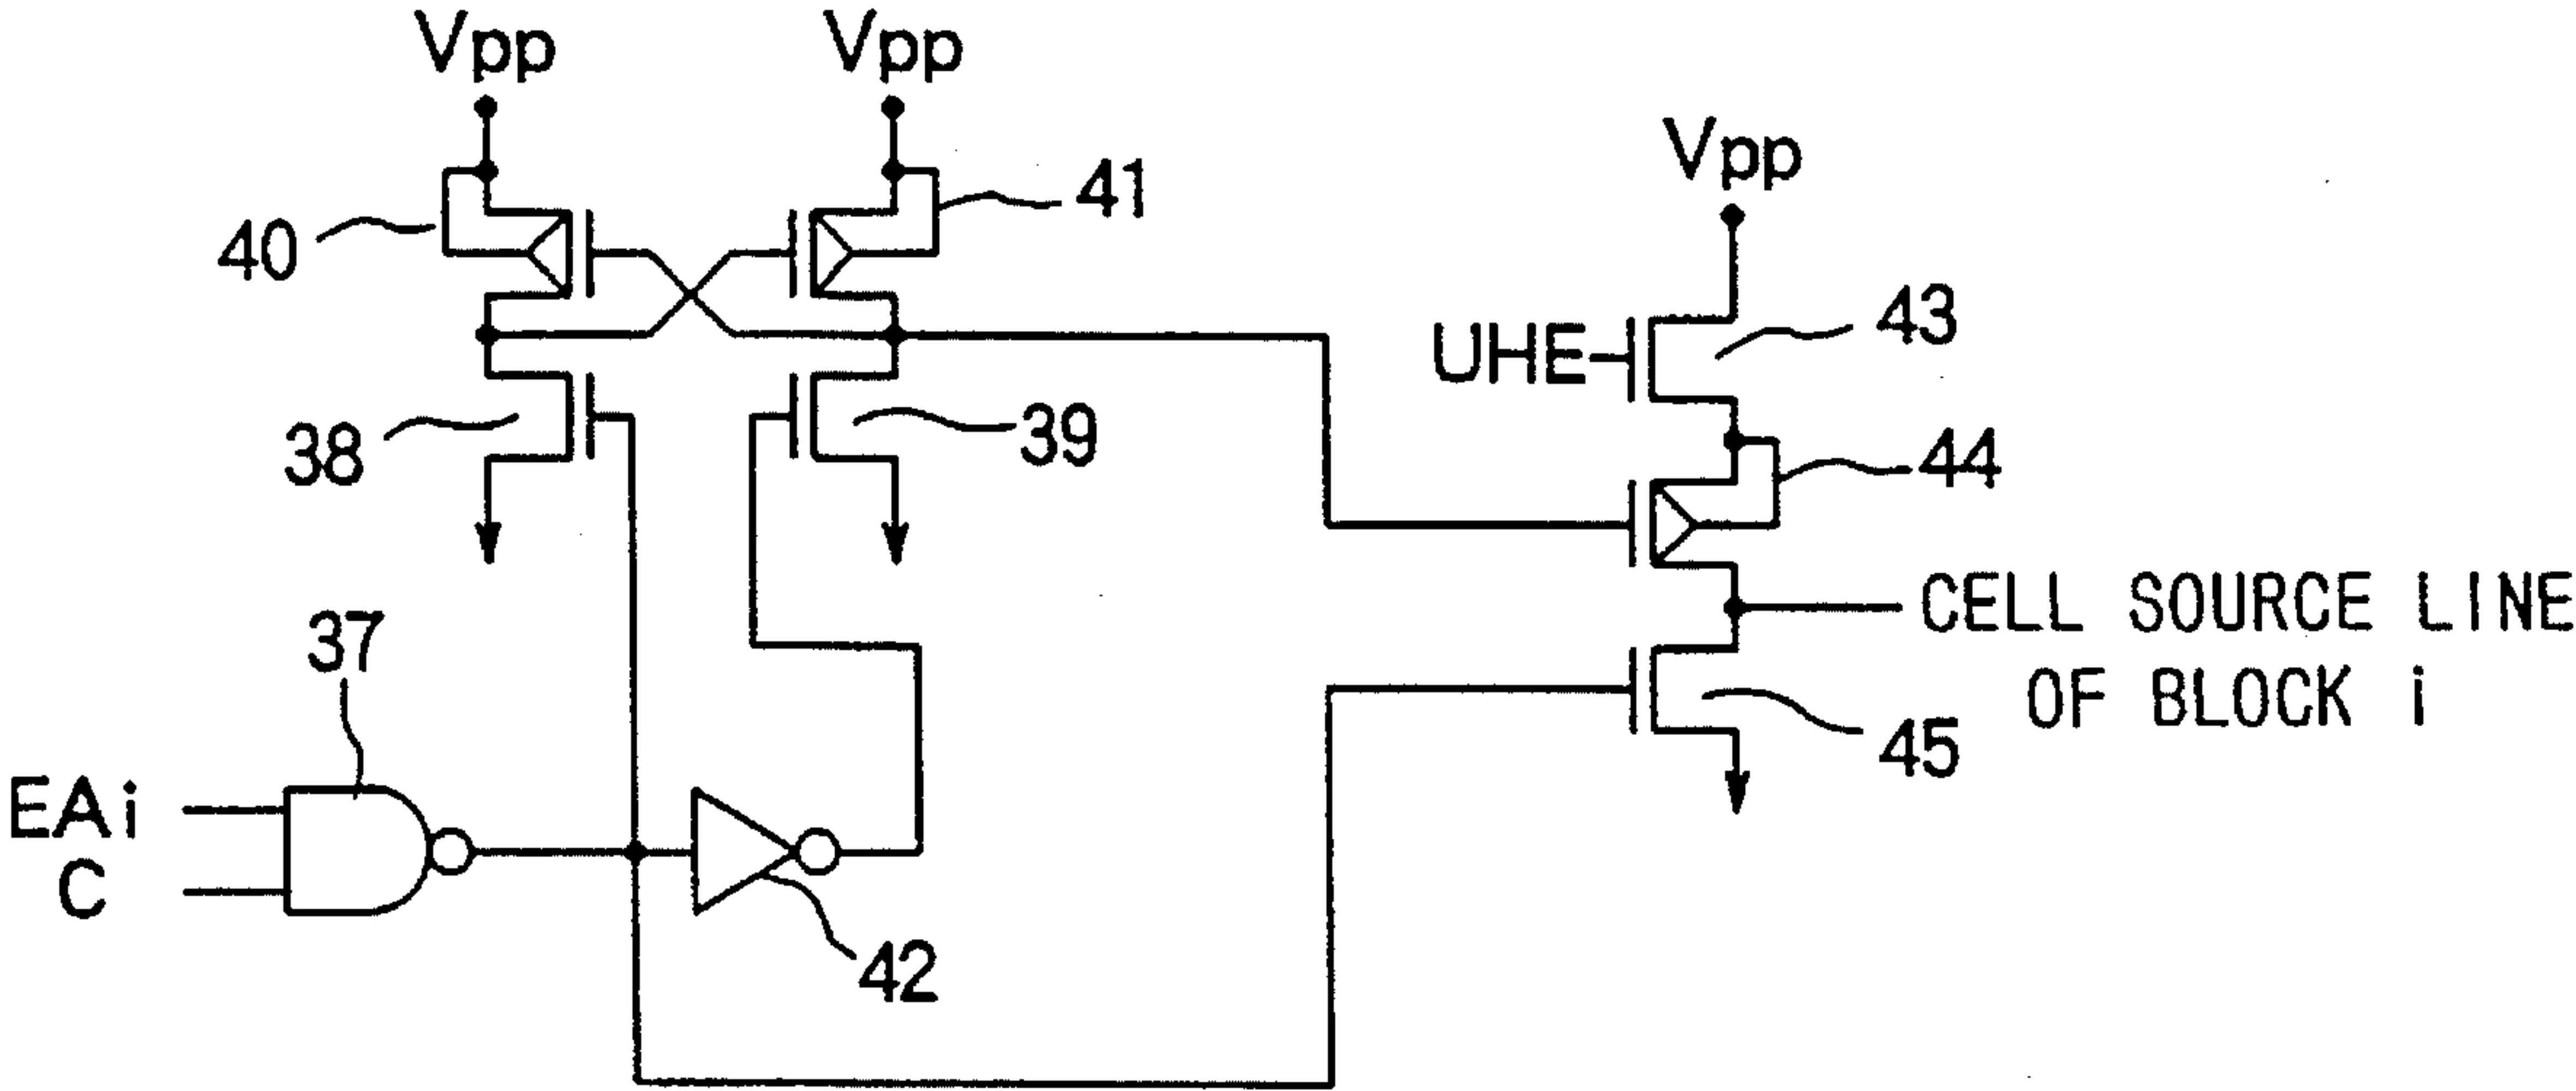 Vpp
Vpp
Vpp
40
41
43
UHE
44
38
39
CELL SOURCE LINE
OF BLOCK i
45
37
EAi
C
42